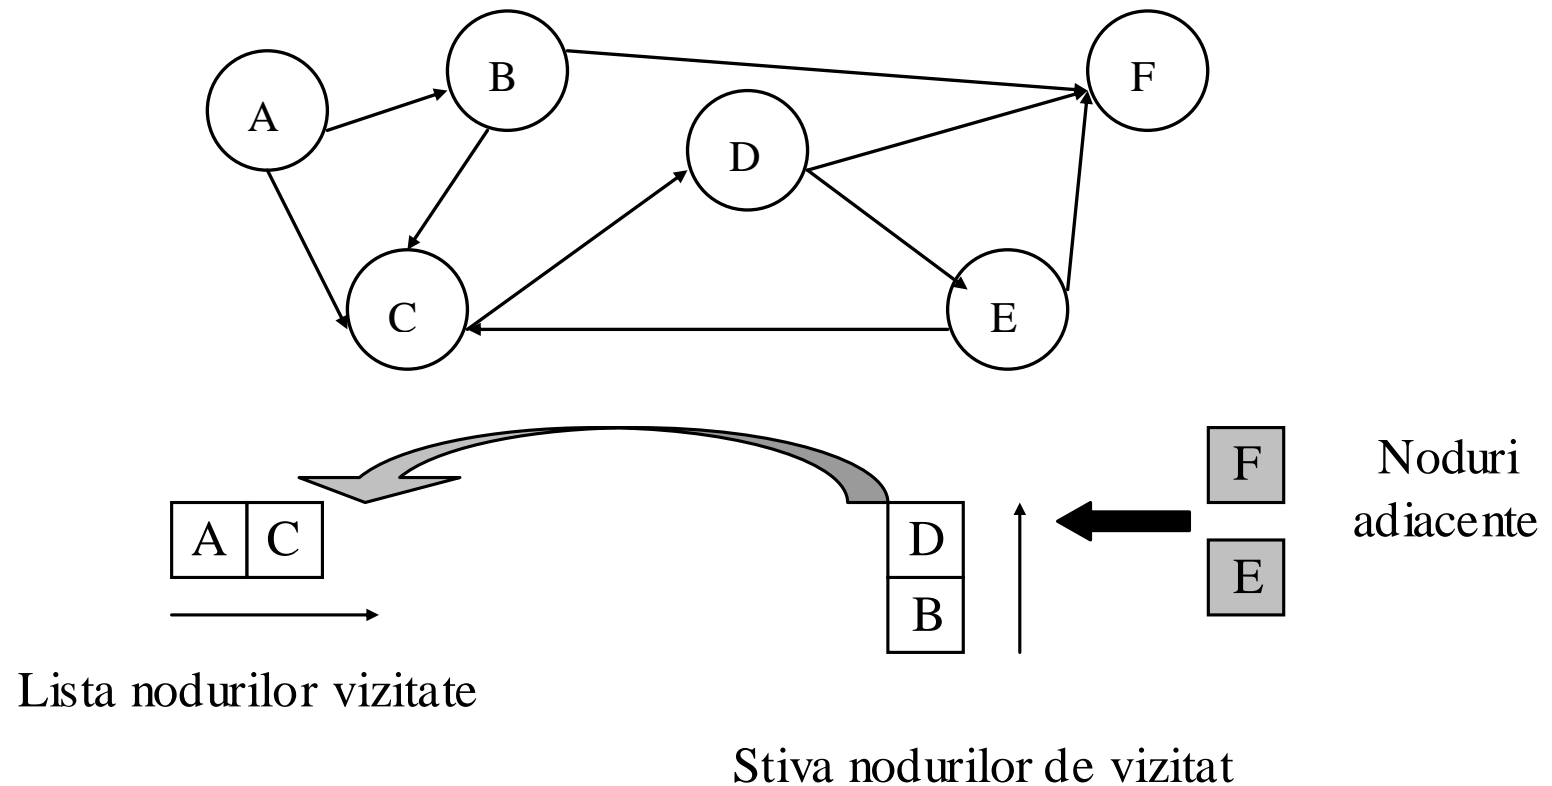 A
B
F
D
C
E
F
Noduri
adiacente
A C
D
E
B
Lista nodurilor vizitate
Stiva nodurilor de vizitat